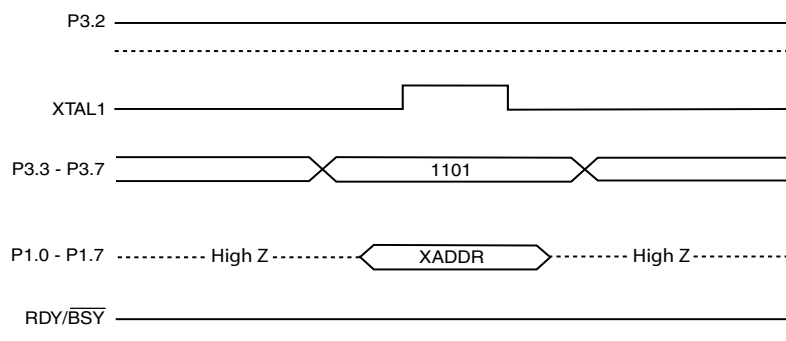 P3.2
XTAL1
P3.3 - P3.7 1101
P1.0 - P1.7 High Z XADDR High Z
RDY/BSY